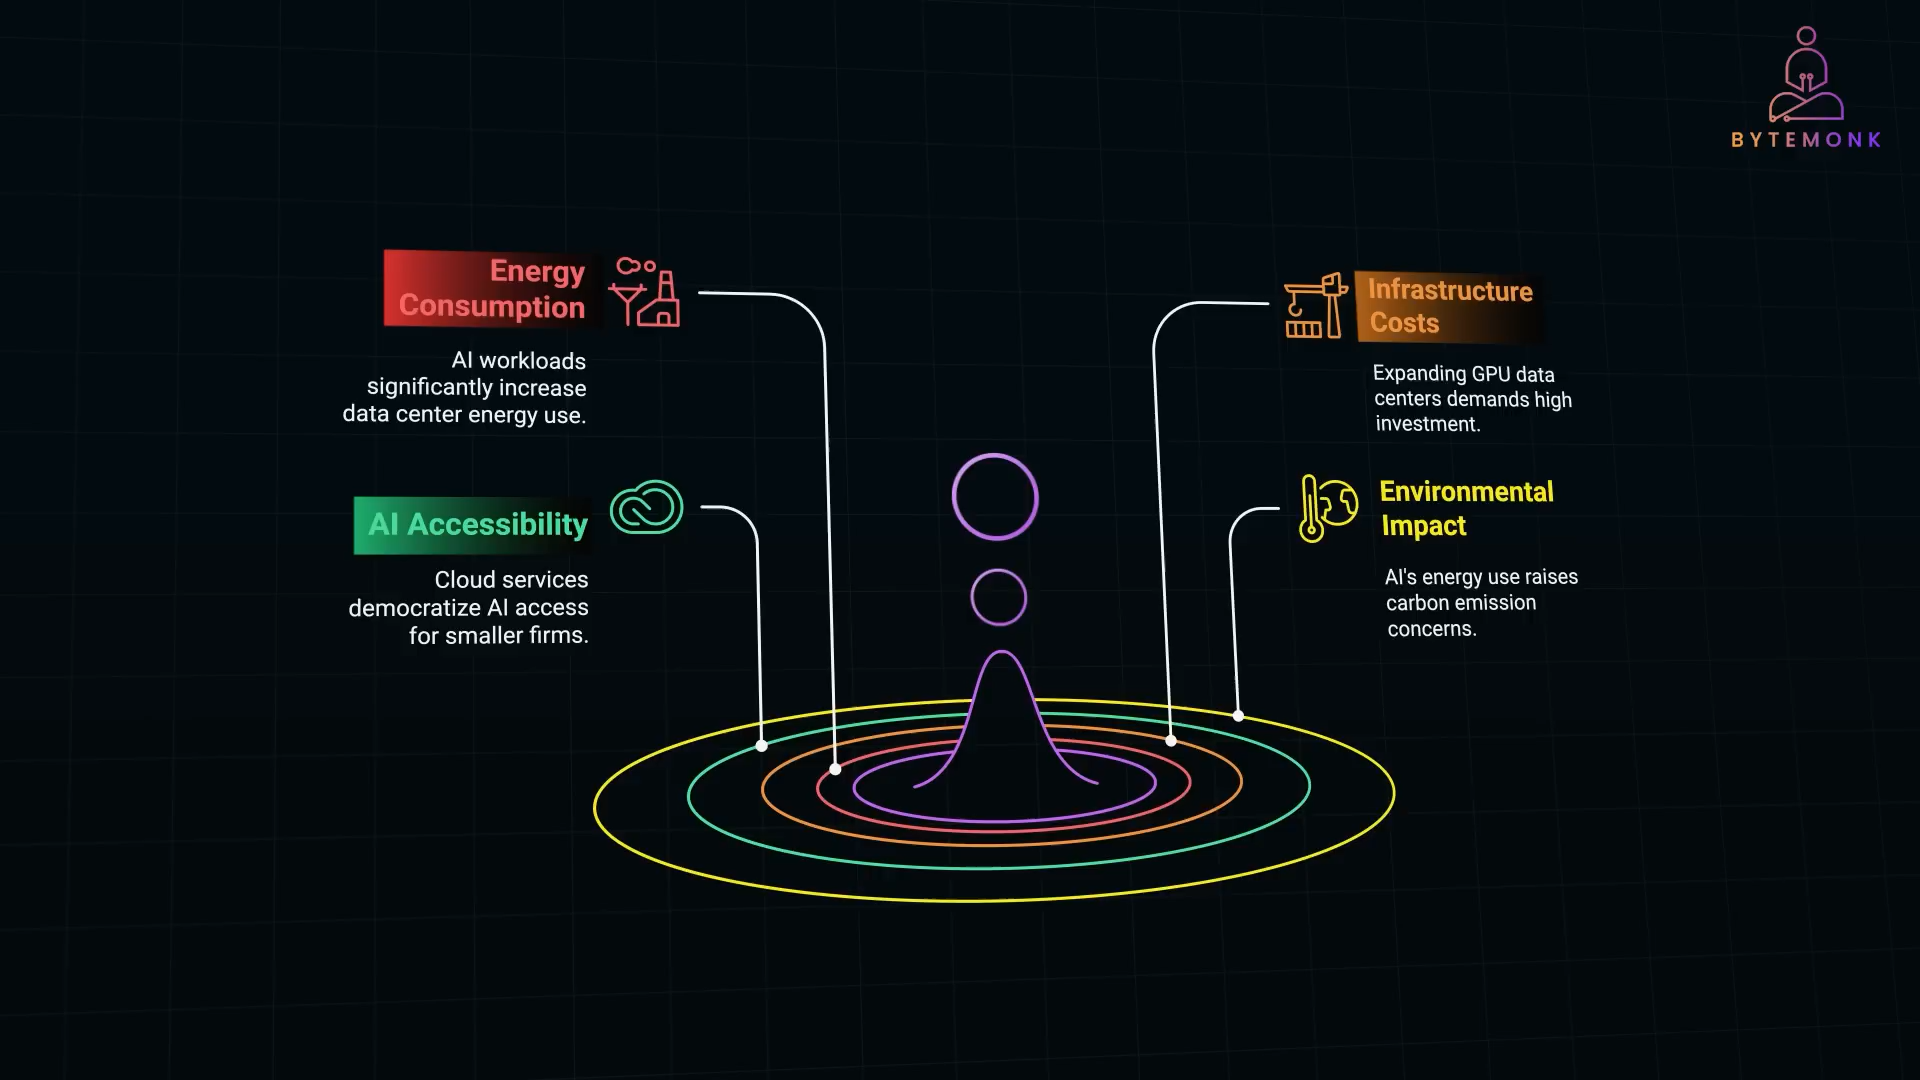 BYTEMONK
Energy
Consumption
AI workloads
significantly increase
data center energy use.
AI Accessibility
Cloud services
democratize AI access
for smaller firms.
Infrastructure
Costs
Expanding GPU data
centers demands high
investment.
Environmental
Impact
AI's energy use raises
carbon emission
concerns.